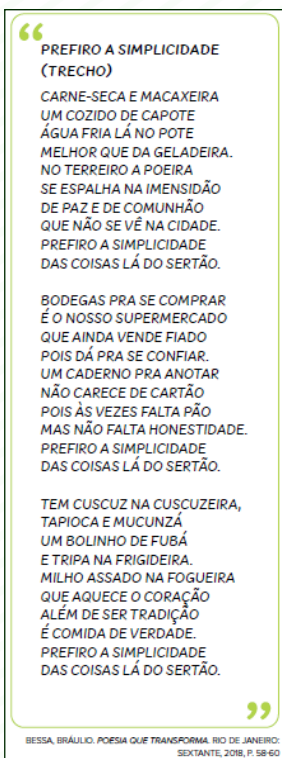 “
PREFIRO A SIMPLICIDADE
(TRECHO)
CARNE-SECA E MACAXEIRA
UM COZIDO DE CAPOTE
ÁGUA FRIA LÁ NO POTE
MELHOR QUE DA GELADEIRA.
NO TERREIRO A POEIRA
SE ESPALHA NA IMENSIDÃO
DE PAZ E DE COMUNHÃO
QUE NÃO SE VÊ NA CIDADE.
PREFIRO A SIMPLICIDADE
DAS COISAS LÁ DO SERTÃO.
BODEGAS PRA SE COMPRAR
É O NOSSO SUPERMERCADO
QUE AINDA VENDE FIADO
POIS DÁ PRA SE CONFIAR.
UM CADERNO PRA ANOTAR
NÃO CARECE DE CARTÃO
POIS ÀS VEZES FALTA PÃO
MAS NÃO FALTA HONESTIDADE.
PREFIRO A SIMPLICIDADE
DAS COISAS LÁ DO SERTÃO.
TEM CUSCUZ NA CUSCUZEIRA,
TAPIOCA E MUCUNZÁ
UM BOLINHO DE FUBÁ
E TRIPA NA FRIGIDEIRA.
MILHO ASSADO NA FOGUEIRA
QUE AQUECE O CORAÇÃO
ALÉM DE SER TRADIÇÃO
É COMIDA DE VERDADE.
PREFIRO A SIMPLICIDADE
DAS COISAS LÁ DO SERTÃO.
”
BESSA, BRÁULIO. POESIA QUE TRANSFORMA. RIO DE JANEIRO:
SEXTANTE, 2018, P. 58-60